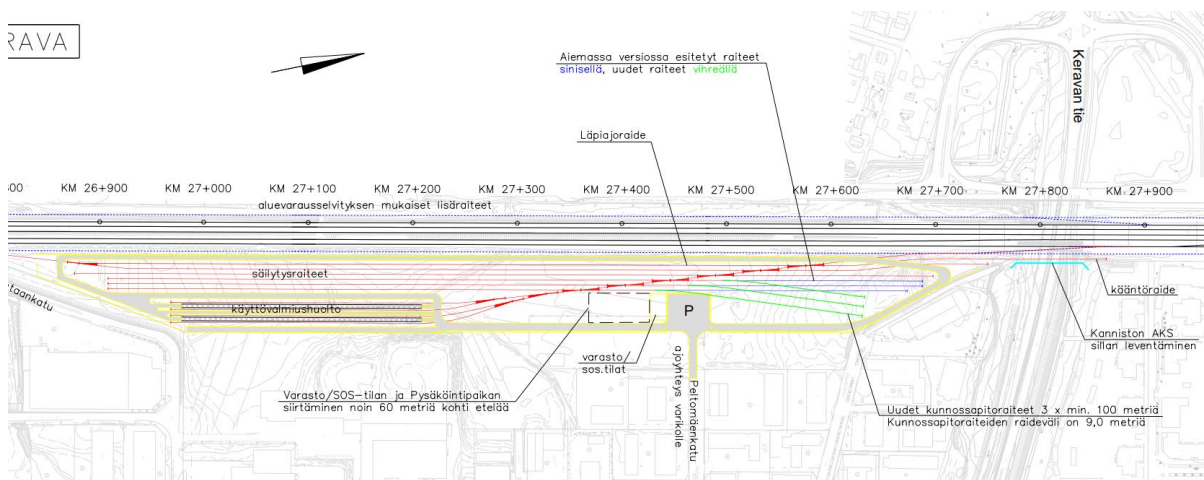 RAVA
Keravan tie
Aiemassa versiossa esitetyt raiteet
sinisellä, uudet raiteet vihreällä
Läpiajoraide
KM 26+900
KM 27+000
KM 27+100
KM 27+200
KM 27+300
KM 27+400
KM 27+500
KM 27+600
KM 27+700
KM 27+800
KM 27+900
aluevarausselvityksen mukaiset lisäraiteet
säilytysraiteet
käyttövalmiushuolto
taankatu
P
kääntöraide
Kanniston AKS
sillan leventäminen
varasto/
sos.tilat
ajoyhteys varikolle
Peltomäenkatu
Varasto/SOS-tilan ja Pysäköintipaikan
siirtäminen noin 60 metriä kohti etelää
Uudet kunnossapitoraiteet 3 x min. 100 metriä
Kunnossapitoraiteiden raideväli on 9,0 metriä